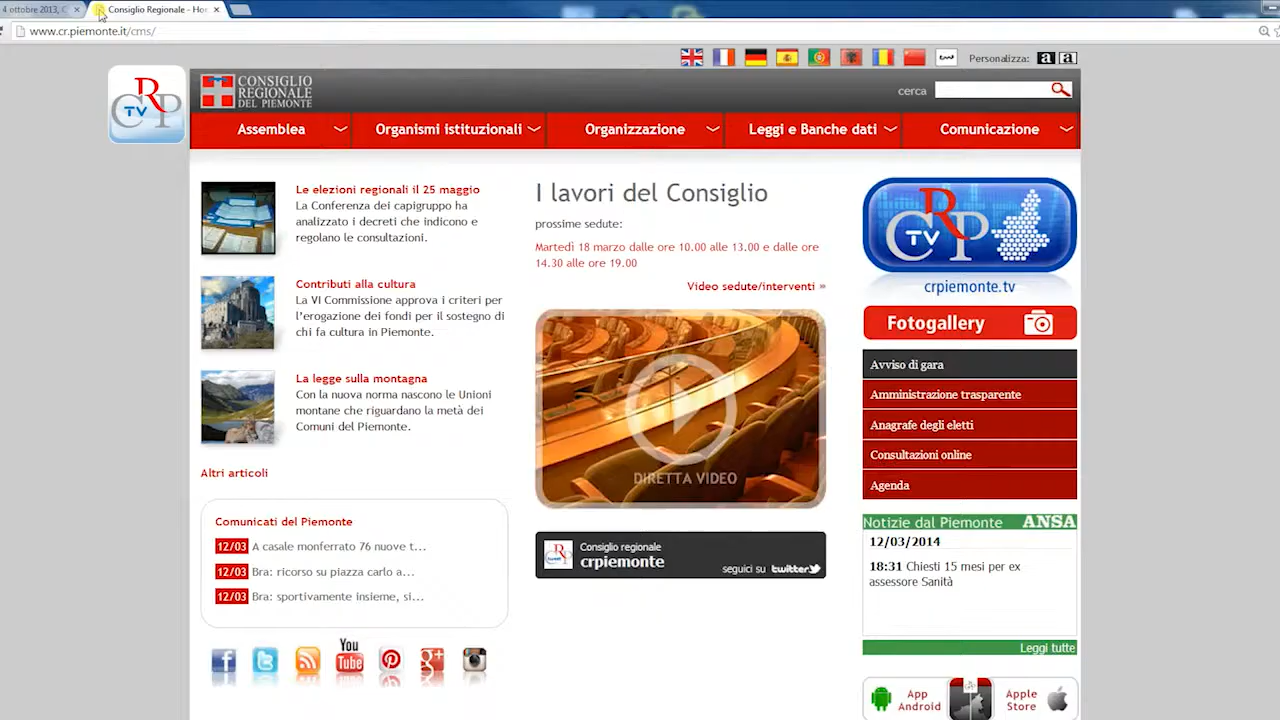 4 ottobre 2013, C
Consiglio Regionale - Hor
www.cr.piemonte.it/cms/
Personalizza: a a
CRP TV
CONSIGLIO
REGIONALE
DEL PIEMONTE
cerca
Assemblea
Organismi istituzionali
Organizzazione
Leggi e Banche dati
Comunicazione
Le elezioni regionali il 25 maggio
La Conferenza dei capigruppo ha
analizzato i decreti che indicono e
regolano le consultazioni.
Contributi alla cultura
La VI Commissione approva i criteri per
l'erogazione dei fondi per il sostegno di
chi fa cultura in Piemonte.
La legge sulla montagna
Con la nuova norma nascono le Unioni
montane che riguardano la metà dei
Comuni del Piemonte.
Altri articoli
Comunicati del Piemonte
12/03 A casale monferrato 76 nuove t...
12/03 Bra: ricorso su piazza carlo a...
12/03 Bra: sportivamente insieme, si...
You
Tube
I lavori del Consiglio
prossime sedute:
Martedì 18 marzo dalle ore 10.00 alle 13.00 e dalle ore
14.30 alle ore 19.00
Video sedute/interventi »
DIRETTA VIDEO
Consiglio regionale
crpiemonte
seguici su twitter
CRP TV
crpiemonte.tv
Fotogallery
Avviso di gara
Amministrazione trasparente
Anagrafe degli eletti
Consultazioni online
Agenda
Notizie dal Piemonte ANSA
12/03/2014
18:31 Chiesti 15 mesi per ex
assessore Sanità
Leggi tutte
App
Android
Apple
Store